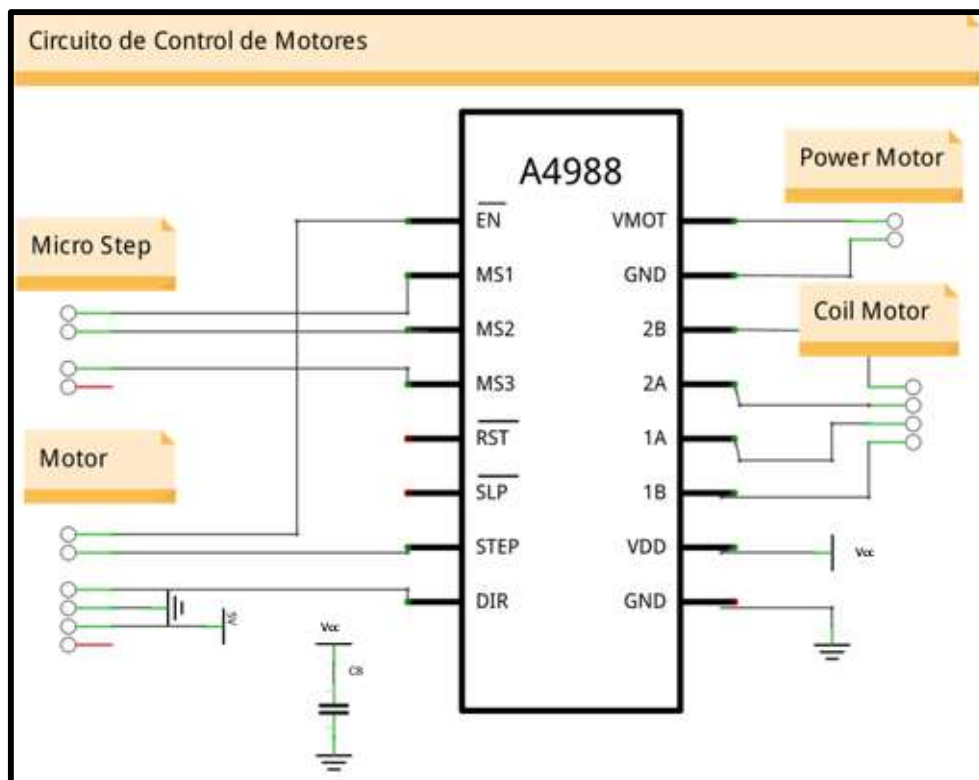 Circuito de Control de Motores
A4988
Power Motor
Micro Step
Coil Motor
Motor
EN
MS1
MS2
MS3
RST
SLP
STEP
DIR
VMOT
GND
2B
2A
1A
1B
VDD
GND
Vcc
5V
Vcc
C8